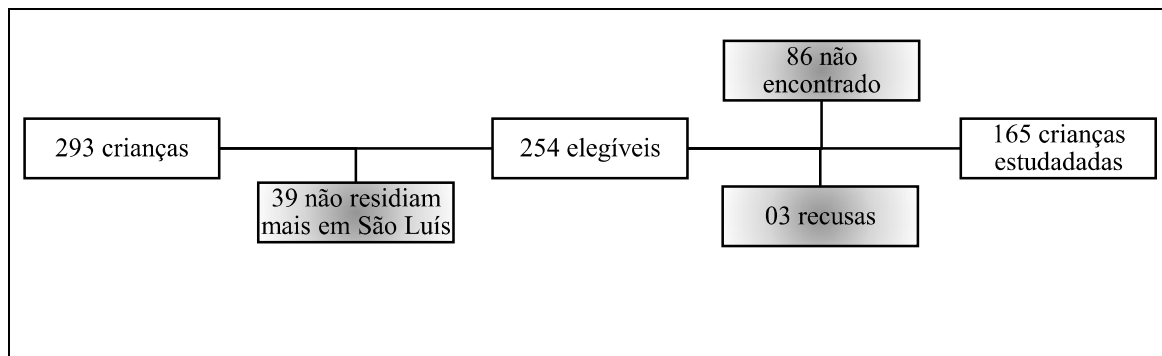 293 crianças
39 não residiam
mais em São Luís
254 elegíveis
86 não
encontrado
03 recusas
165 crianças
estudadadas